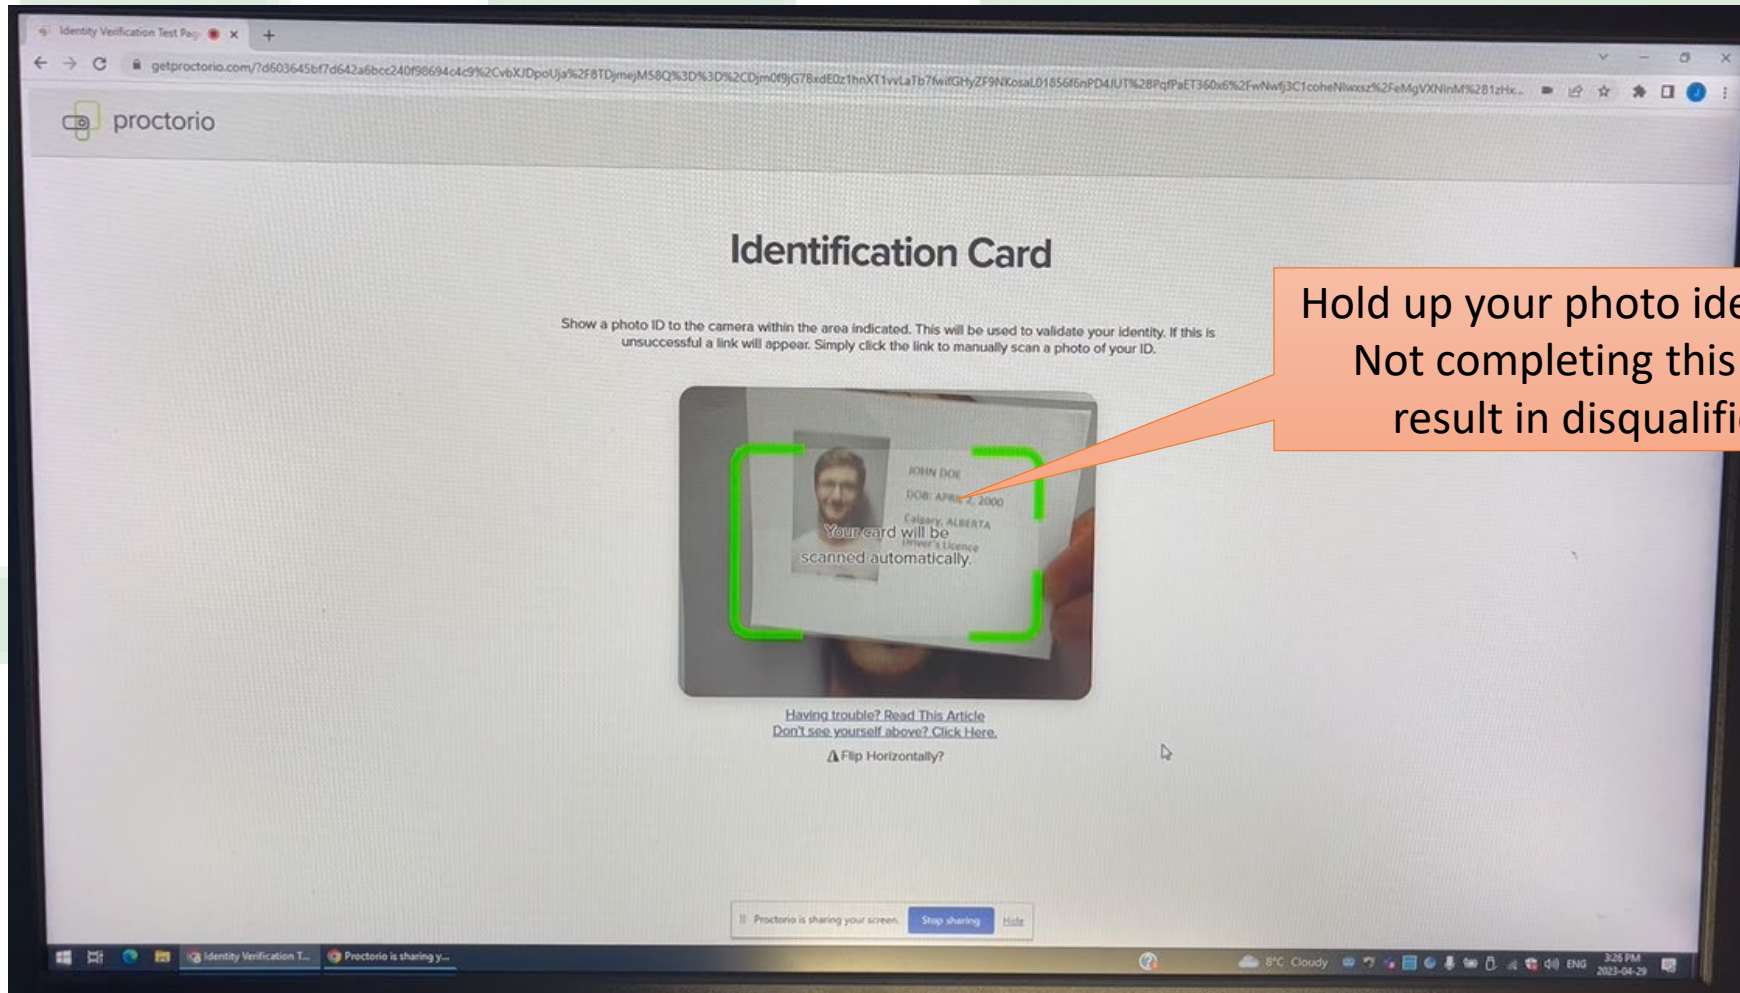 Identity Verification Test Pag
proctorio
Identification Card
Show a photo ID to the camera within the area indicated. This will be used to validate your identity. If this is
unsuccessful a link will appear. Simply click the link to manually scan a photo of your ID.
Hold up your photo ide
Not completing this
result in disqualifi
JOHN DOE
DOB: APRIL 2, 2000
Calgary, ALBERTA
Driver's Licence
Your card will be
scanned automatically.
Having trouble? Read This Article
Don't see yourself above? Click Here.
Flip Horizontally?
Proctorio is sharing your screen. Stop sharing Hide
Identity Verification T... Proctorio is sharing y... 8°C Cloudy ENG 3:26 PM
2023-04-29